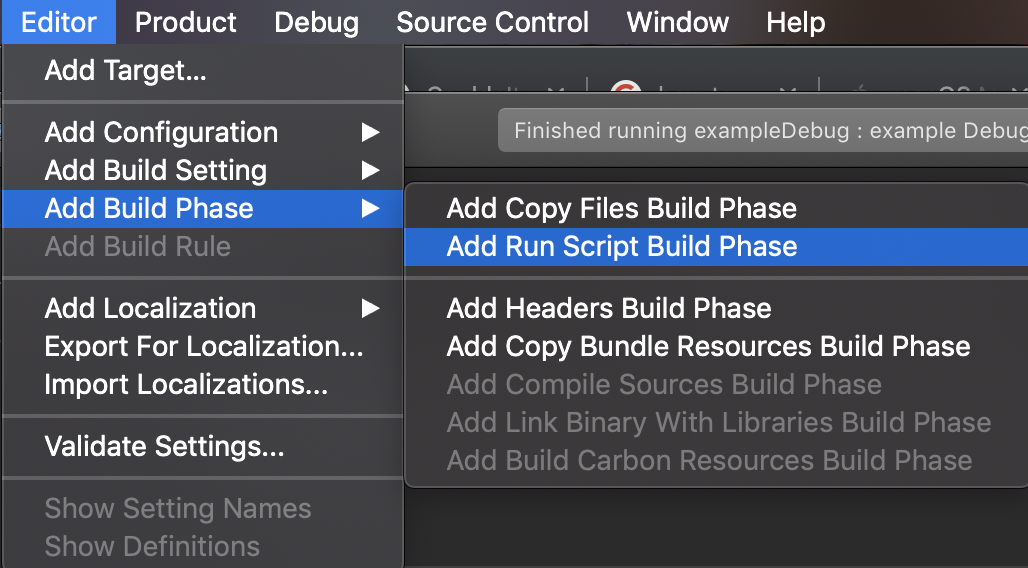 Editor Product Debug Source Control Window Help
Add Target...
Finished running exampleDebug : example Debug
Add Configuration
Add Build Setting
Add Build Phase
Add Build Rule
Add Localization
Export For Localization...
Import Localizations...
Validate Settings...
Show Setting Names
Show Definitions
Add Copy Files Build Phase
Add Run Script Build Phase
Add Headers Build Phase
Add Copy Bundle Resources Build Phase
Add Compile Sources Build Phase
Add Link Binary With Libraries Build Phase
Add Build Carbon Resources Build Phase